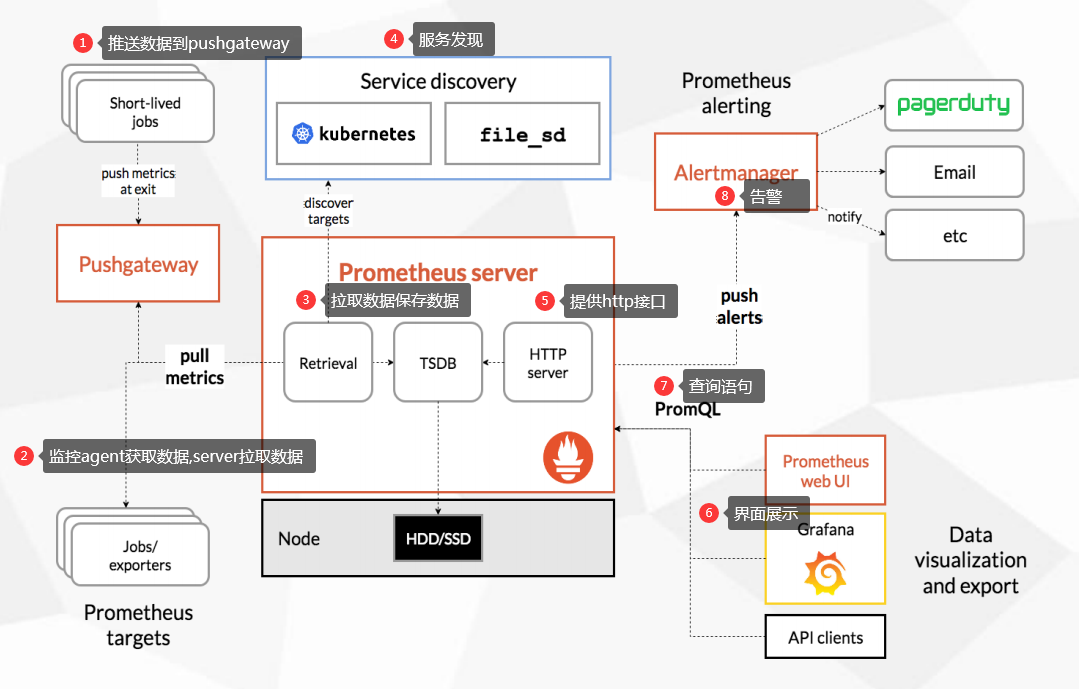 1 推送数据到pushgateway
4 服务发现
Short-lived
jobs
push metrics
at exit
Pushgateway
Service discovery
kubernetes
file_sd
discover
targets
Prometheus
alerting
Alertmanager
8 告警
pagerduty
Email
notify
etc
Prometheus server
3 拉取数据保存数据
5 提供http接口
Retrieval
TSDB
HTTP
server
pull
metrics
push
alerts
7 查询语句
PromQL
2 监控agent获取数据,server拉取数据
Node
HDD/SSD
Jobs/
exporters
Prometheus
targets
Prometheus
web UI
6 界面展示
Grafana
API clients
Data
visualization
and export